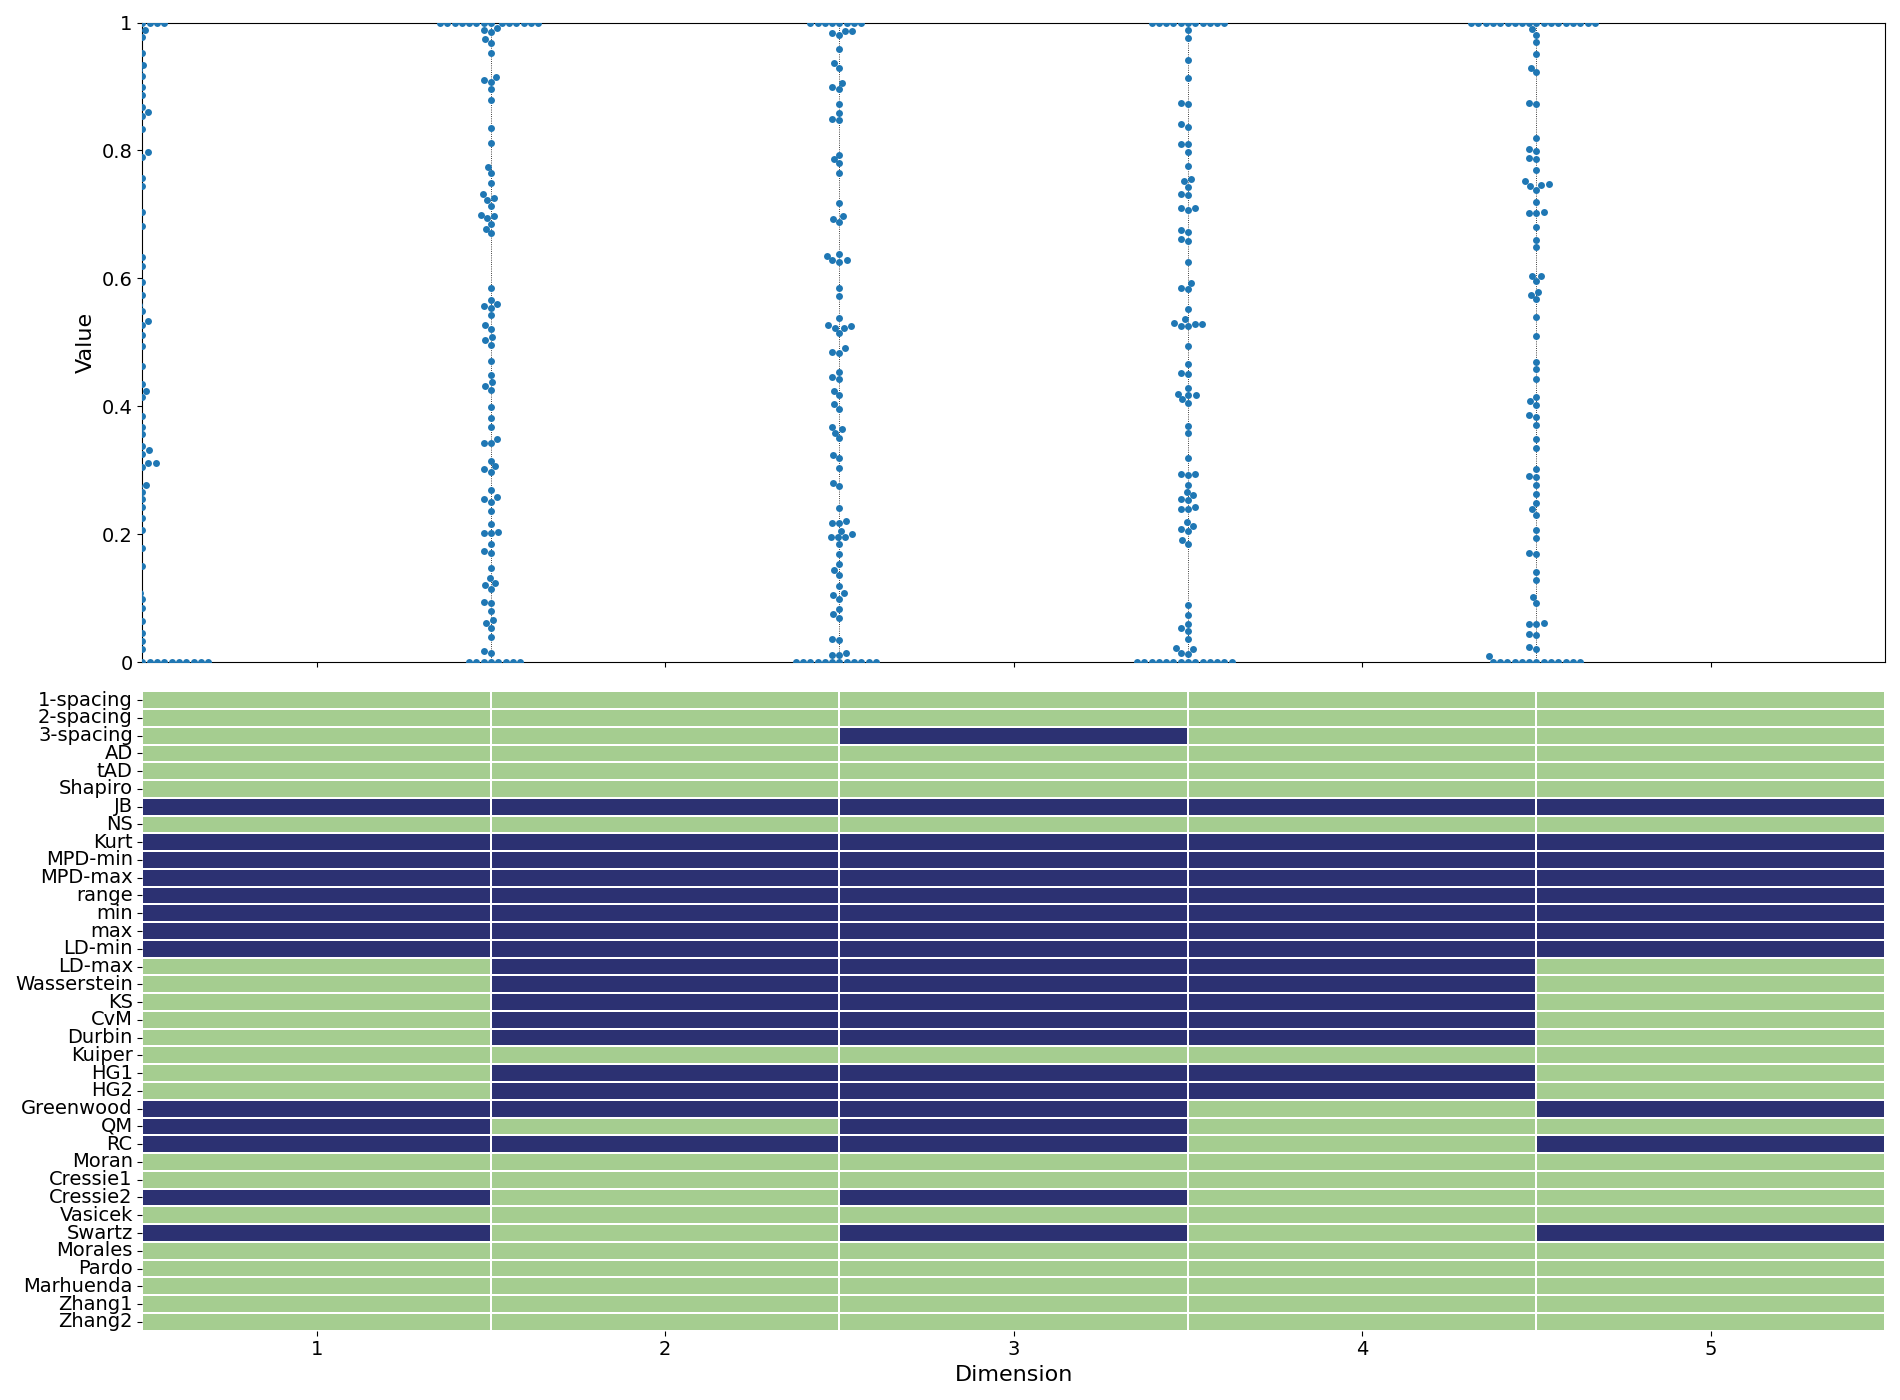 1
0.8
0.6
0.4
0.2
0
Value
1-spacing
2-spacing
3-spacing
AD
tAD
Shapiro
JB
NS
Kurt
MPD-min
MPD-max
range
min
max
LD-min
LD-max
Wasserstein
KS
CvM
Durbin
Kuiper
HG1
HG2
Greenwood
QM
RC
Moran
Cressie1
Cressie2
Vasicek
Swartz
Morales
Pardo
Marhuenda
Zhang1
Zhang2
1 2 3 4 5
Dimension